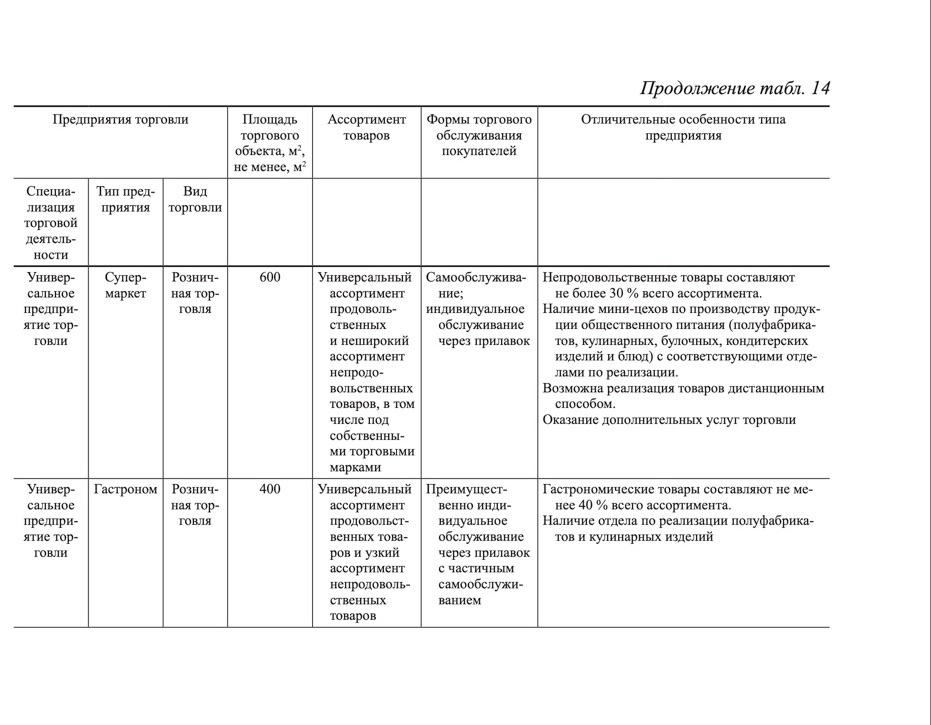 Продолжение табл. 14
Предприятия торговли
Площадь
торгового
объекта, м²,
не менее, м²
Ассортимент
товаров
Формы торгового
обслуживания
покупателей
Отличительные особенности типа
предприятия
Специа-
лизация
торговой
деятель-
ности
Тип пред-
приятия
Вид
торговли
Универ-
сальное
предпри-
ятие тор-
говли
Супер-
маркет
Рознич-
ная тор-
говля
600
Универсальный
ассортимент
продоволь-
ственных
и неширокий
ассортимент
непродо-
вольственных
товаров, в том
числе под
собственны-
ми торговыми
марками
Самообслужива-
ние;
индивидуальное
обслуживание
через прилавок
Непродовольственные товары составляют
не более 30 % всего ассортимента.
Наличие мини-цехов по производству продук-
ции общественного питания (полуфабрика-
тов, кулинарных, булочных, кондитерских
изделий и блюд) с соответствующими отде-
лами по реализации.
Возможна реализация товаров дистанционным
способом.
Оказание дополнительных услуг торговли
Универ-
сальное
предпри-
ятие тор-
говли
Гастроном
Рознич-
ная тор-
говля
400
Универсальный
ассортимент
продовольст-
венных това-
ров и узкий
ассортимент
непродоволь-
ственных
товаров
Преимущест-
венно инди-
видуальное
обслуживание
через прилавок
с частичным
самообслужи-
ванием
Гастрономические товары составляют не ме-
нее 40 % всего ассортимента.
Наличие отдела по реализации полуфабрика-
тов и кулинарных изделий